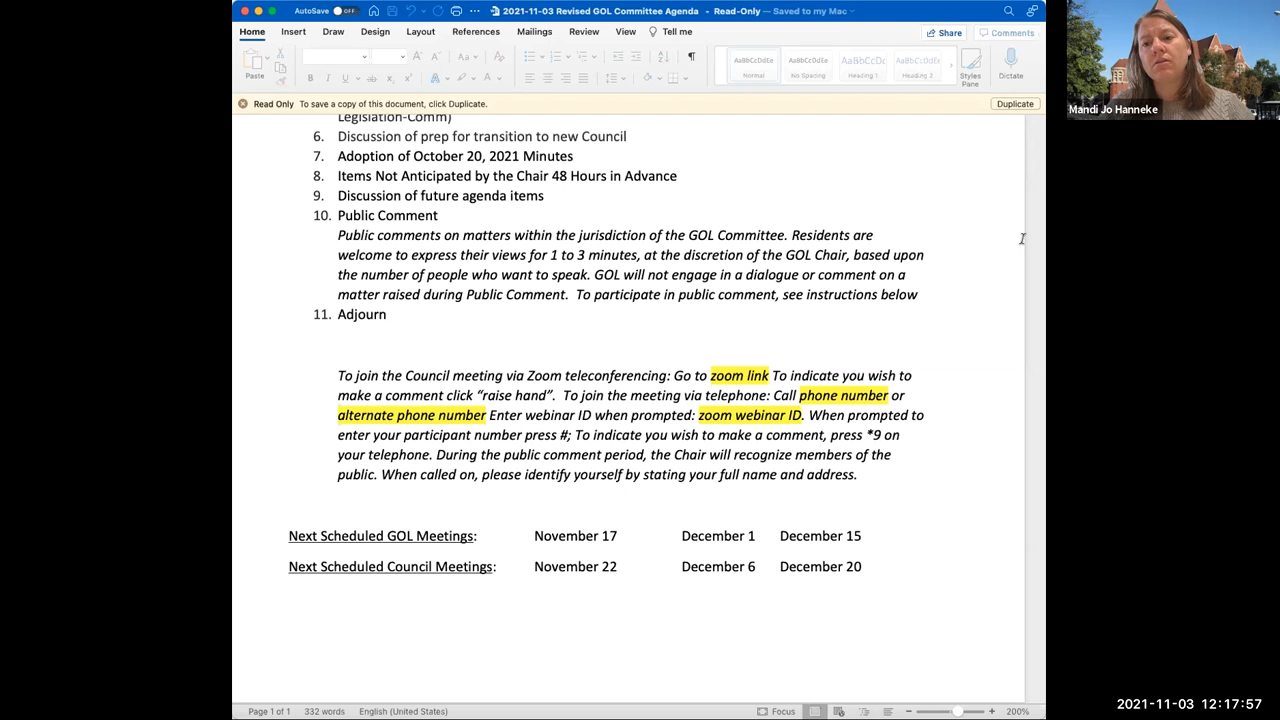 AutoSave OFF 2021-11-03 Revised GOL Committee Agenda - Read-Only — Saved to my Mac
Home Insert Draw Design Layout References Mailings Review View Tell me Share Comments
Paste
AaBbCcDdEe AaBbCcDdEe AaBbCcDc AaBbCcDdEe
Normal No Spacing Heading 1 Heading 2 Styles Pane Dictate
Read Only To save a copy of this document, click Duplicate. Duplicate
Legislation-Comm)
6. Discussion of prep for transition to new Council
7. Adoption of October 20, 2021 Minutes
8. Items Not Anticipated by the Chair 48 Hours in Advance
9. Discussion of future agenda items
10. Public Comment
Public comments on matters within the jurisdiction of the GOL Committee. Residents are
welcome to express their views for 1 to 3 minutes, at the discretion of the GOL Chair, based upon
the number of people who want to speak. GOL will not engage in a dialogue or comment on a
matter raised during Public Comment. To participate in public comment, see instructions below
11. Adjourn
To join the Council meeting via Zoom teleconferencing: Go to zoom link To indicate you wish to
make a comment click “raise hand”. To join the meeting via telephone: Call phone number or
alternate phone number Enter webinar ID when prompted: zoom webinar ID. When prompted to
enter your participant number press #; To indicate you wish to make a comment, press *9 on
your telephone. During the public comment period, the Chair will recognize members of the
public. When called on, please identify yourself by stating your full name and address.
Next Scheduled GOL Meetings: November 17 December 1 December 15
Next Scheduled Council Meetings: November 22 December 6 December 20
Page 1 of 1 332 words English (United States) Focus 200%
Mandi Jo Hanneke
2021-11-03 12:17:57